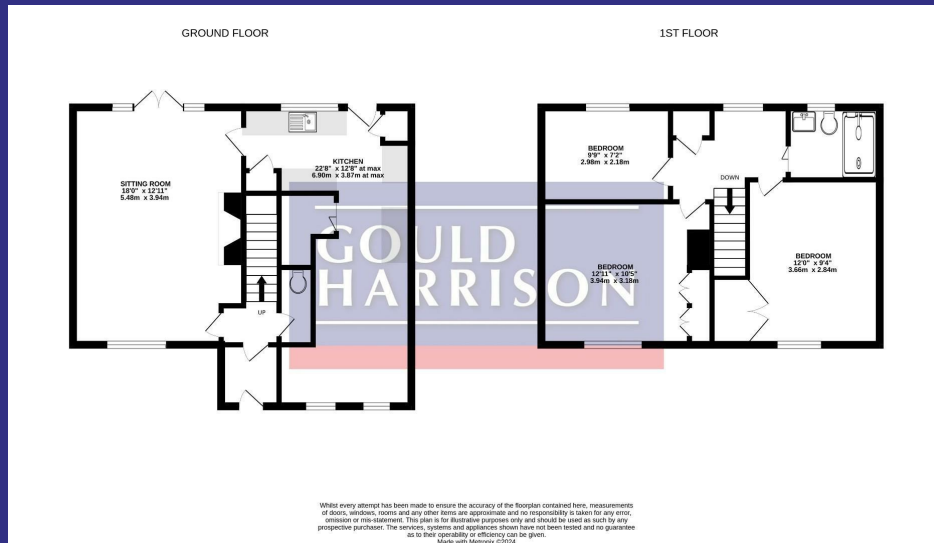 GROUND FLOOR
1ST FLOOR
SITTING ROOM
18'0" x 12'11"
5.48m x 3.94m
KITCHEN
22'8" x 12'8" at max
6.90m x 3.87m at max
UP
BEDROOM
9'9" x 7'2"
2.98m x 2.18m
DOWN
BEDROOM
12'11" x 10'5"
3.94m x 3.18m
BEDROOM
12'0" x 9'4"
3.66m x 2.84m
GOULD
HARRISON
Whilst every attempt has been made to ensure the accuracy of the floorplan contained here, measurements
of doors, windows, rooms and any other items are approximate and no responsibility is taken for any error,
omission or mis-statement. This plan is for illustrative purposes only and should be used as such by any
prospective purchaser. The services, systems and appliances shown have not been tested and no guarantee
as to their operability or efficiency can be given.
Made with Metropix ©2024